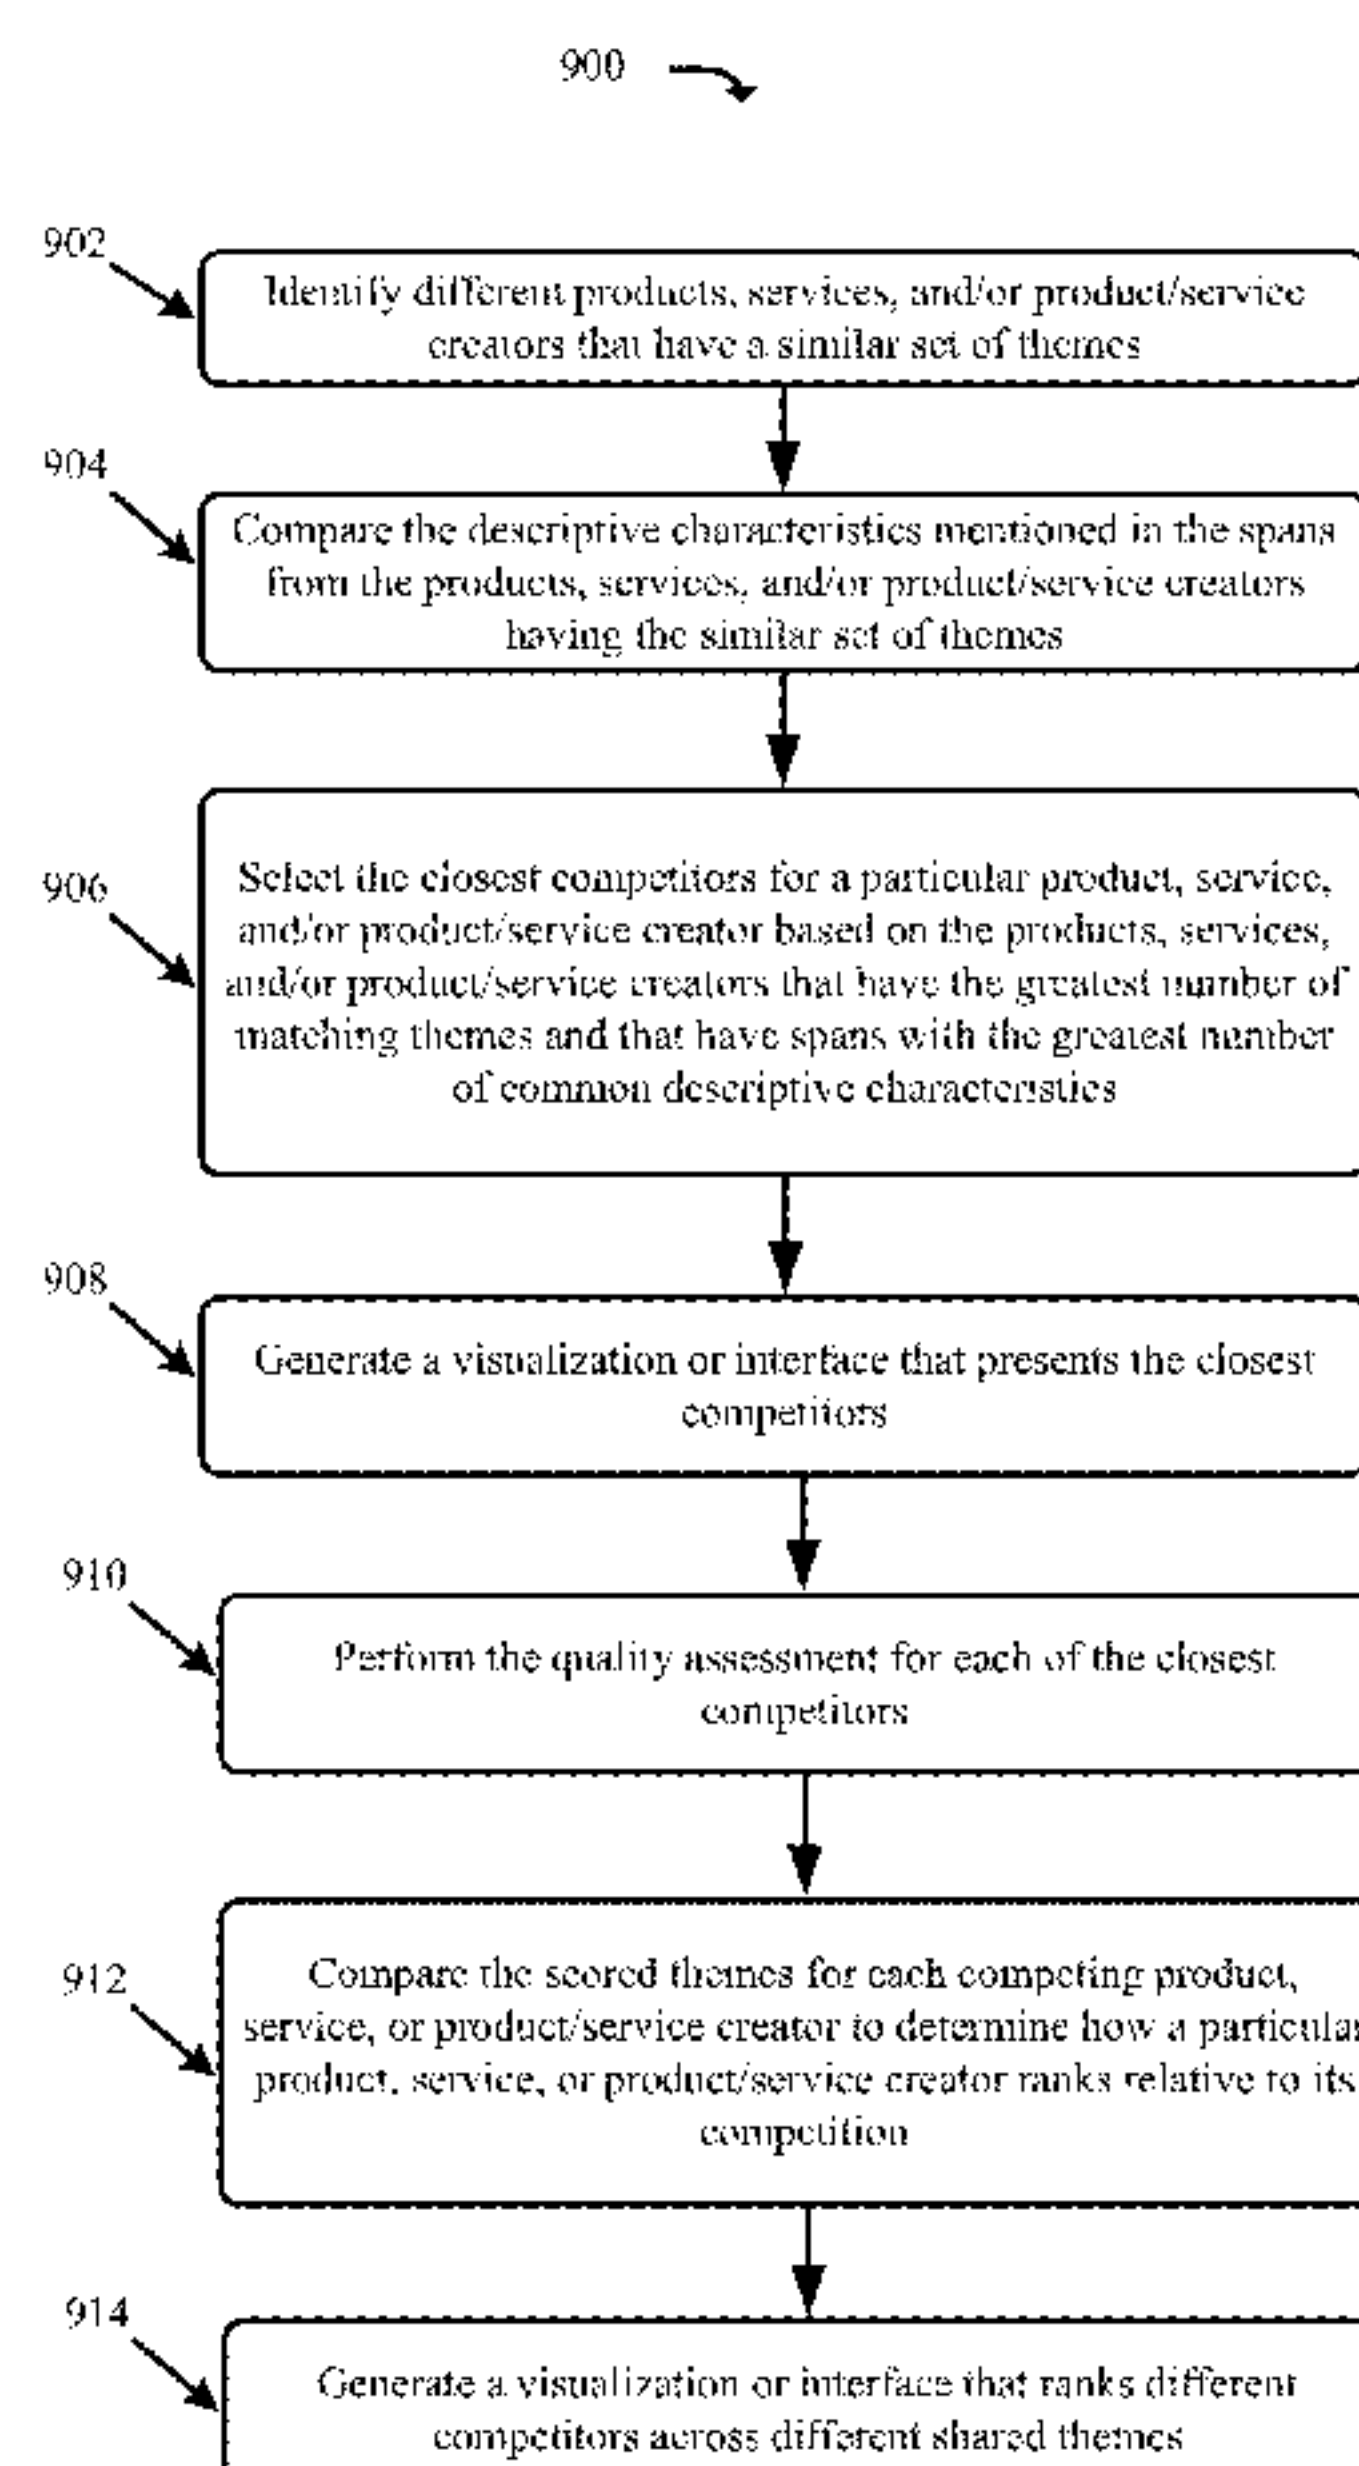 900
902
Identify different products, services, and/or product/service
creators that have a similar set of themes
904
Compare the descriptive characteristics mentioned in the spans
from the products, services, and/or product/service creators
having the similar set of themes
906
Select the closest competitors for a particular product, service,
and/or product/service creator based on the products, services,
and/or product/service creators that have the greatest number of
matching themes and that have spans with the greatest number
of common descriptive characteristics
908
Generate a visualization or interface that presents the closest
competitors
910
Perform the quality assessment for each of the closest
competitors
912
Compare the scored themes for each competing product,
service, or product/service creator to determine how a particular
product, service, or product/service creator ranks relative to its
competition
914
Generate a visualization or interface that ranks different
competitors across different shared themes